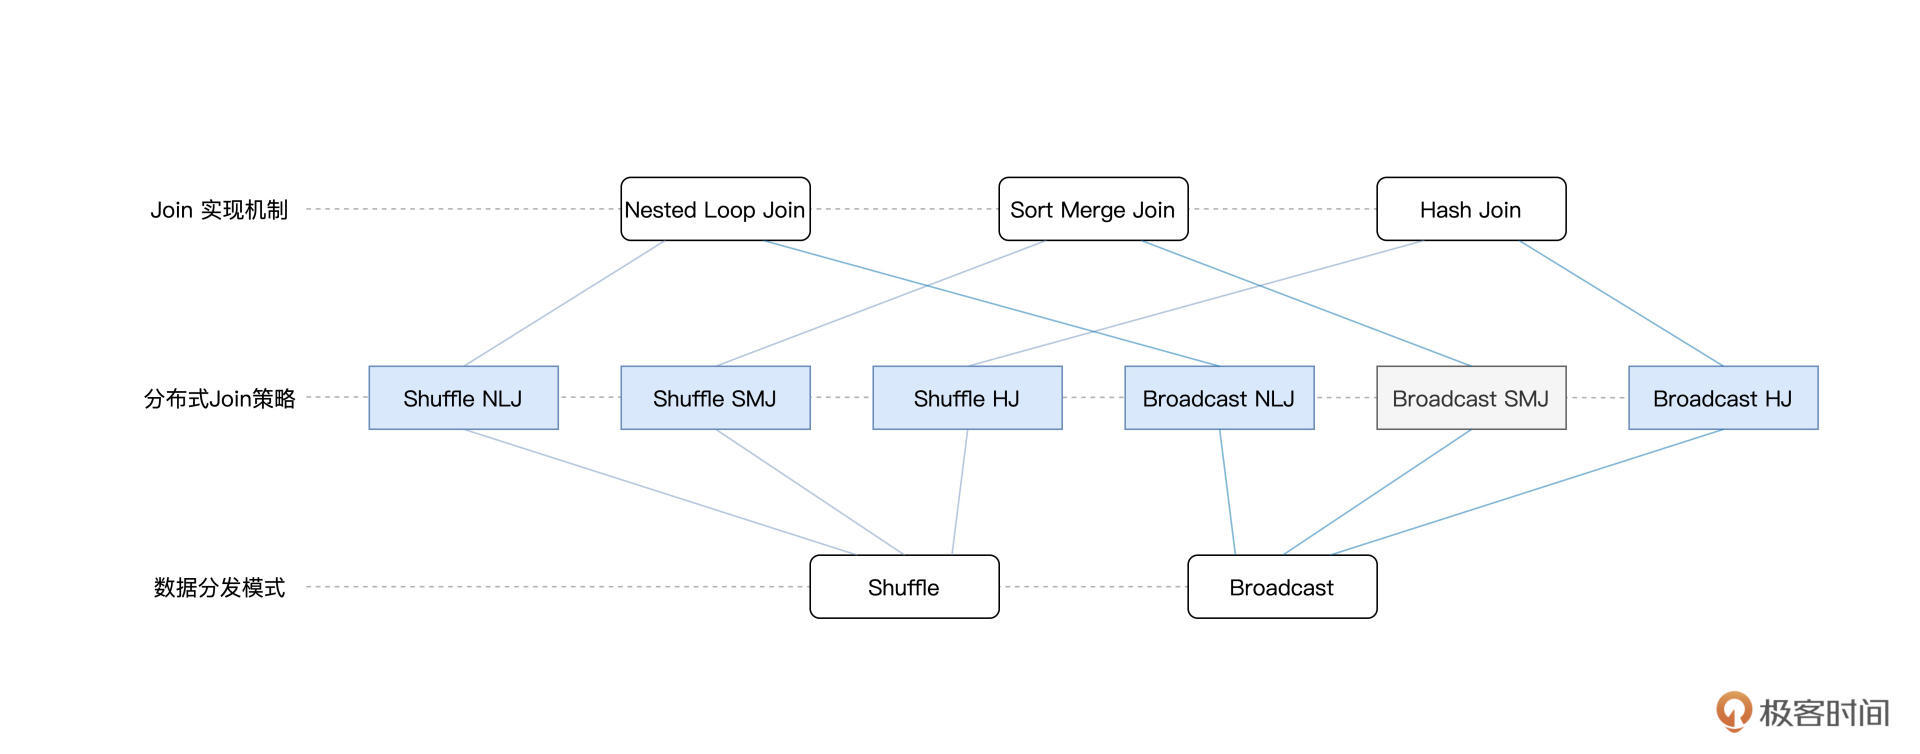 Join 实现机制
Nested Loop Join
Sort Merge Join
Hash Join
分布式Join策略
Shuffle NLJ
Shuffle SMJ
Shuffle HJ
Broadcast NLJ
Broadcast SMJ
Broadcast HJ
数据分发模式
Shuffle
Broadcast
极客时间